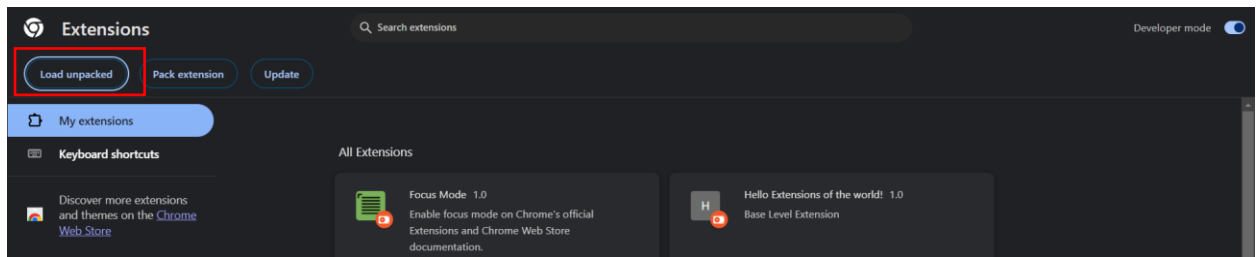 Extensions
Search extensions
Developer mode
Load unpacked
Pack extension
Update
My extensions
Keyboard shortcuts
Discover more extensions
and themes on the Chrome
Web Store
All Extensions
Focus Mode 1.0
Enable focus mode on Chrome's official
Extensions and Chrome Web Store
documentation.
H
Hello Extensions of the world! 1.0
Base Level Extension